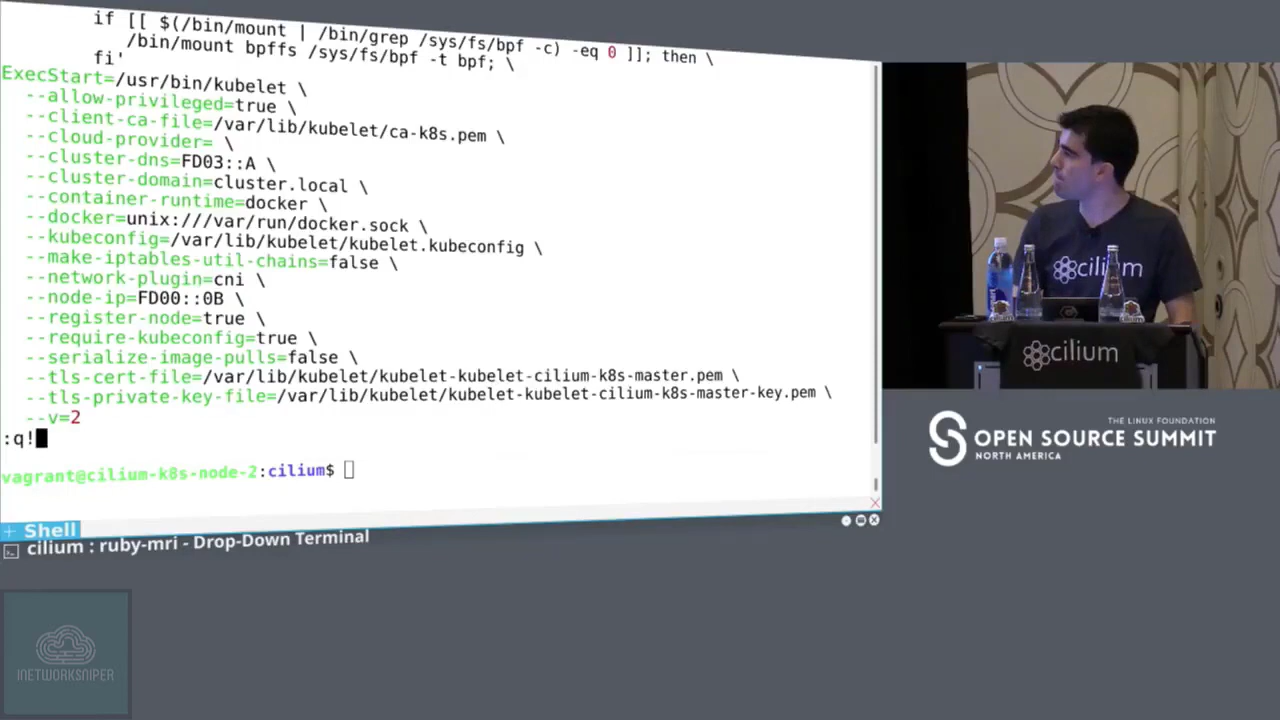 if [[ $(/bin/mount | /bin/grep /sys/fs/bpf -c) -eq 0 ]]; then \
/bin/mount bpffs /sys/fs/bpf -t bpf; \
fi'
ExecStart=/usr/bin/kubelet \
--allow-privileged=true \
--client-ca-file=/var/lib/kubelet/ca-k8s.pem \
--cloud-provider= \
--cluster-dns=FD03::A \
--cluster-domain=cluster.local \
--container-runtime=docker \
--docker=unix:///var/run/docker.sock \
--kubeconfig=/var/lib/kubelet/kubelet.kubeconfig \
--make-iptables-util-chains=false \
--network-plugin=cni \
--node-ip=FD00::0B \
--register-node=true \
--require-kubeconfig=true \
--serialize-image-pulls=false \
--tls-cert-file=/var/lib/kubelet/kubelet-kubelet-cilium-k8s-master.pem \
--tls-private-key-file=/var/lib/kubelet/kubelet-kubelet-cilium-k8s-master-key.pem \
--v=2
:q!
vagrant@cilium-k8s-node-2:cilium$
+ Shell
cilium : ruby-mri - Drop-Down Terminal
cilium
cilium
THE LINUX FOUNDATION
OPEN SOURCE SUMMIT
NORTH AMERICA
INETWORKSNIPER